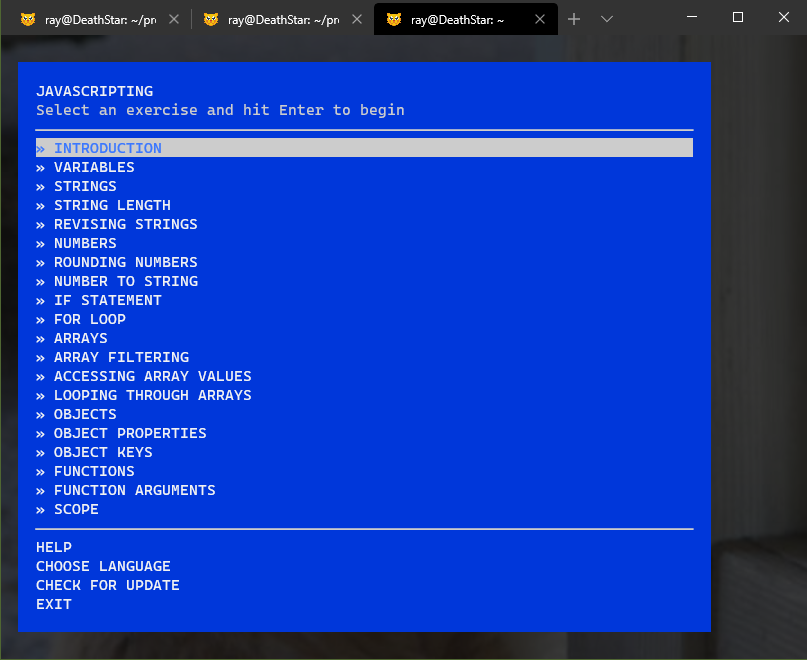 ray@DeathStar: ~/pr
ray@DeathStar: ~/pr
ray@DeathStar: ~
JAVASCRIPTING
Select an exercise and hit Enter to begin
» INTRODUCTION
» VARIABLES
» STRINGS
» STRING LENGTH
» REVISING STRINGS
» NUMBERS
» ROUNDING NUMBERS
» NUMBER TO STRING
» IF STATEMENT
» FOR LOOP
» ARRAYS
» ARRAY FILTERING
» ACCESSING ARRAY VALUES
» LOOPING THROUGH ARRAYS
» OBJECTS
» OBJECT PROPERTIES
» OBJECT KEYS
» FUNCTIONS
» FUNCTION ARGUMENTS
» SCOPE
HELP
CHOOSE LANGUAGE
CHECK FOR UPDATE
EXIT